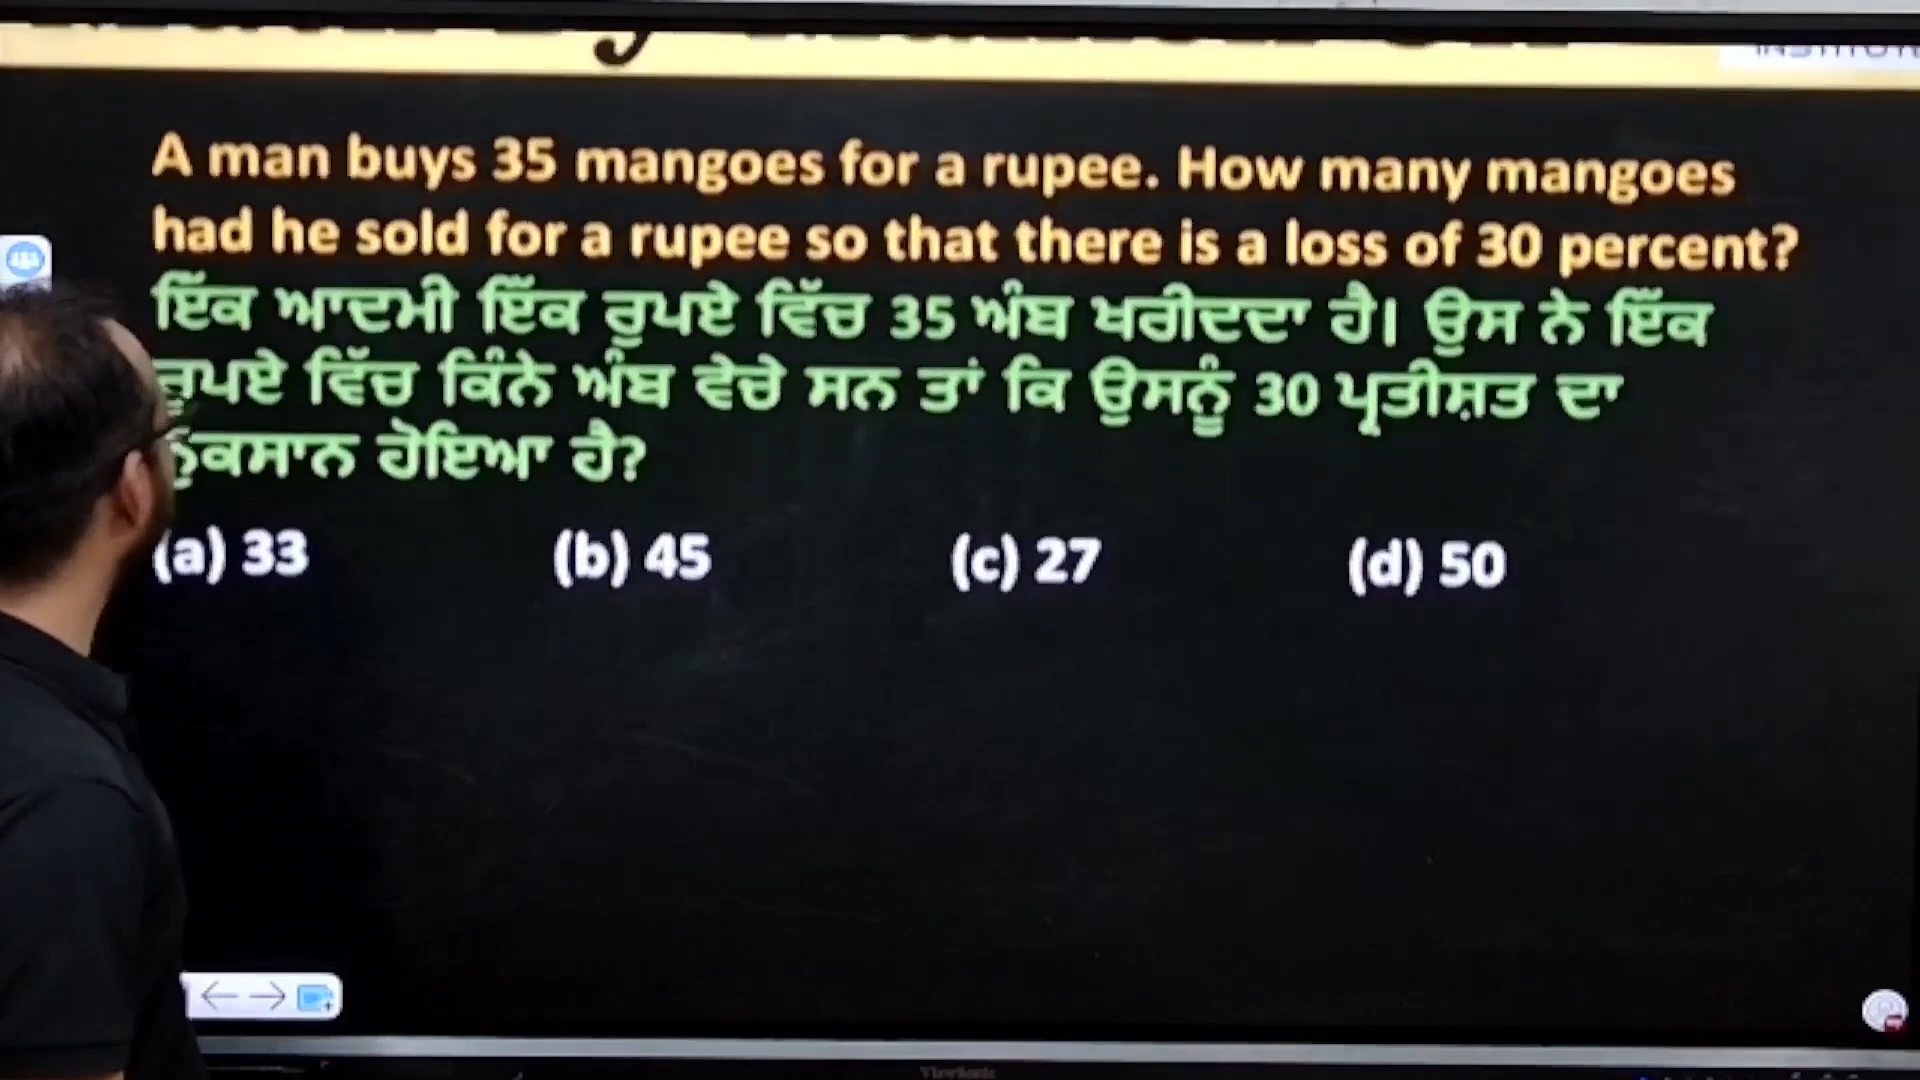 A man buys 35 mangoes for a rupee. How many mangoes
had he sold for a rupee so that there is a loss of 30 percent?
ਇੱਕ ਆਦਮੀ ਇੱਕ ਰੁਪਏ ਵਿੱਚ 35 ਅੰਬ ਖਰੀਦਦਾ ਹੈ। ਉਸ ਨੇ ਇੱਕ
ਰੁਪਏ ਵਿੱਚ ਕਿੰਨੇ ਅੰਬ ਵੇਚੇ ਸਨ ਤਾਂ ਕਿ ਉਸਨੂੰ 30 ਪ੍ਰਤੀਸ਼ਤ ਦਾ
ਨੁਕਸਾਨ ਹੋਇਆ ਹੈ?
(a) 33 (b) 45 (c) 27 (d) 50
ViewSonic